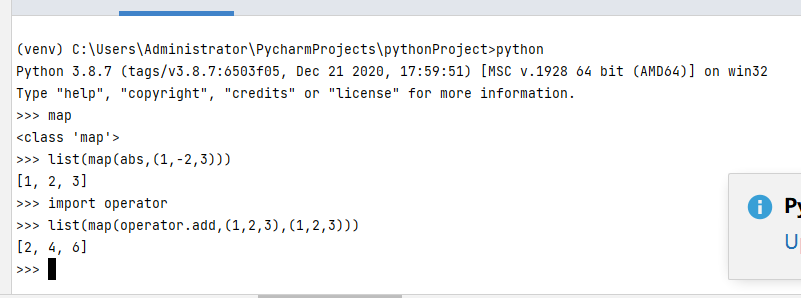 (venv) C:\Users\Administrator\PycharmProjects\pythonProject>python
Python 3.8.7 (tags/v3.8.7:6503f05, Dec 21 2020, 17:59:51) [MSC v.1928 64 bit (AMD64)] on win32
Type "help", "copyright", "credits" or "license" for more information.
>>> map
<class 'map'>
>>> list(map(abs,(1,-2,3)))
[1, 2, 3]
>>> import operator
>>> list(map(operator.add,(1,2,3),(1,2,3)))
[2, 4, 6]
>>>